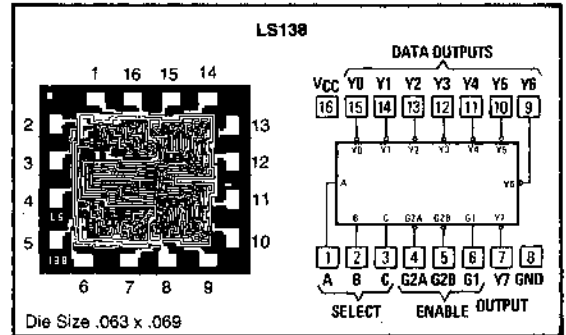 LS138
DATA OUTPUTS
1 16 15 14
VCC Y0 Y1 Y2 Y3 Y4 Y5 Y6
16 15 14 13 12 11 10 9
2 13
3 12
4 11
5 10
LS
138
6 7 8 9
Y0 Y1 Y2 Y3 Y4 Y5
A Y6
B C G2A G2B G1 Y7
1 2 3 4 5 6 7 8
A B C G2A G2B G1 Y7 GND
SELECT ENABLE OUTPUT
Die Size .063 x .069